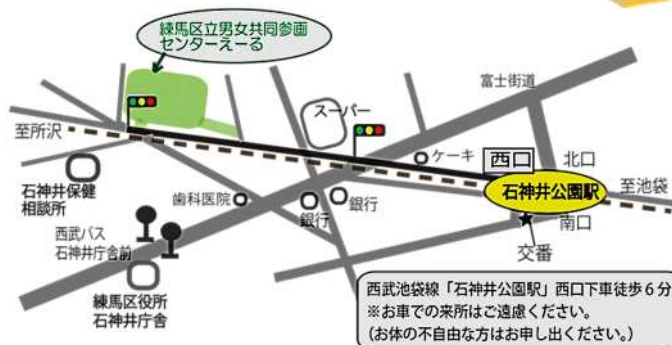 練馬区立男女共同参画
センターえーる
富士街道
スーパー
至所沢
ケーキ
西口
北口
石神井公園駅
至池袋
石神井保健
相談所
歯科医院
銀行
銀行
南口
交番
西武バス
石神井庁舎前
練馬区役所
石神井庁舎
西武池袋線「石神井公園駅」西口下車徒歩6分
※お車での来所はご遠慮ください。
(お体の不自由な方はお申し出ください。)